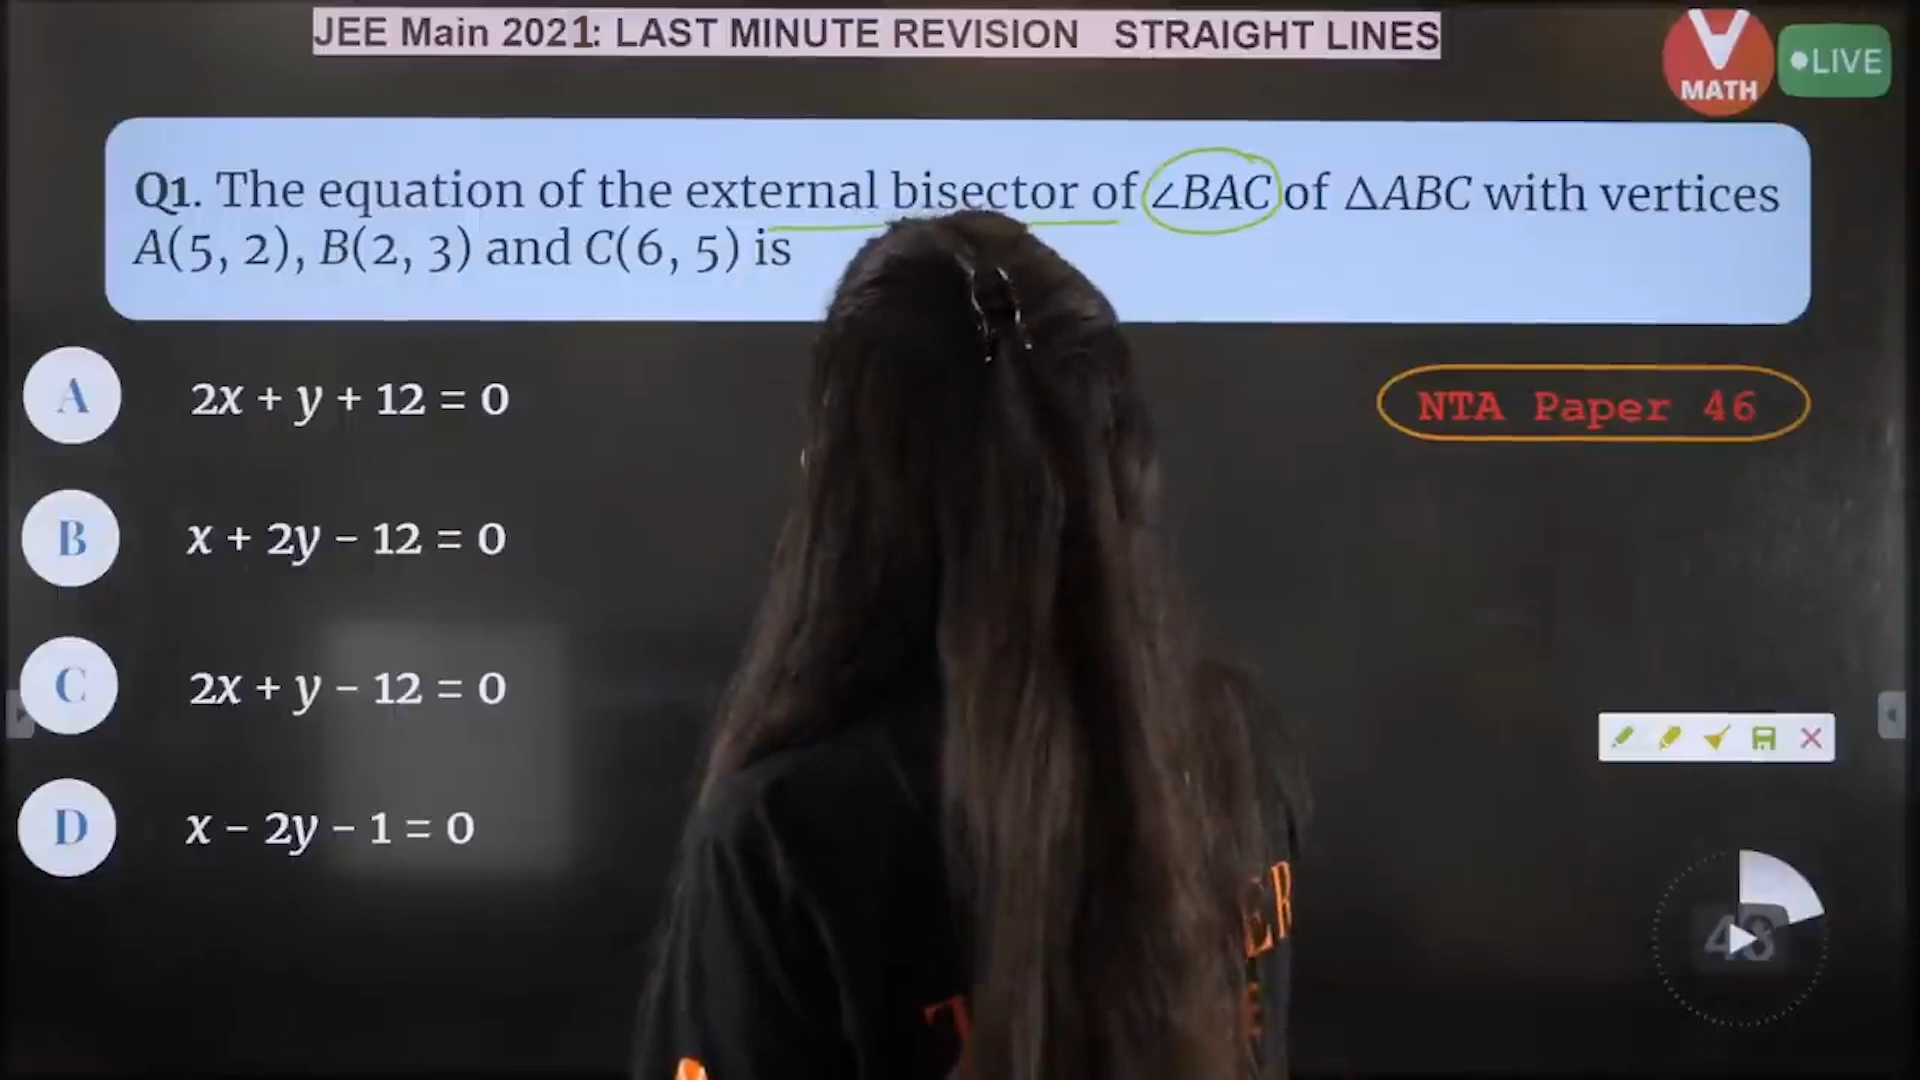 JEE Main 2021: LAST MINUTE REVISION STRAIGHT LINES
V
MATH
LIVE
Q1. The equation of the external bisector of ∠BAC of ΔABC with vertices
A(5, 2), B(2, 3) and C(6, 5) is
NTA Paper 46
A 2x + y + 12 = 0
B x + 2y − 12 = 0
C 2x + y − 12 = 0
D x − 2y − 1 = 0
48
ER